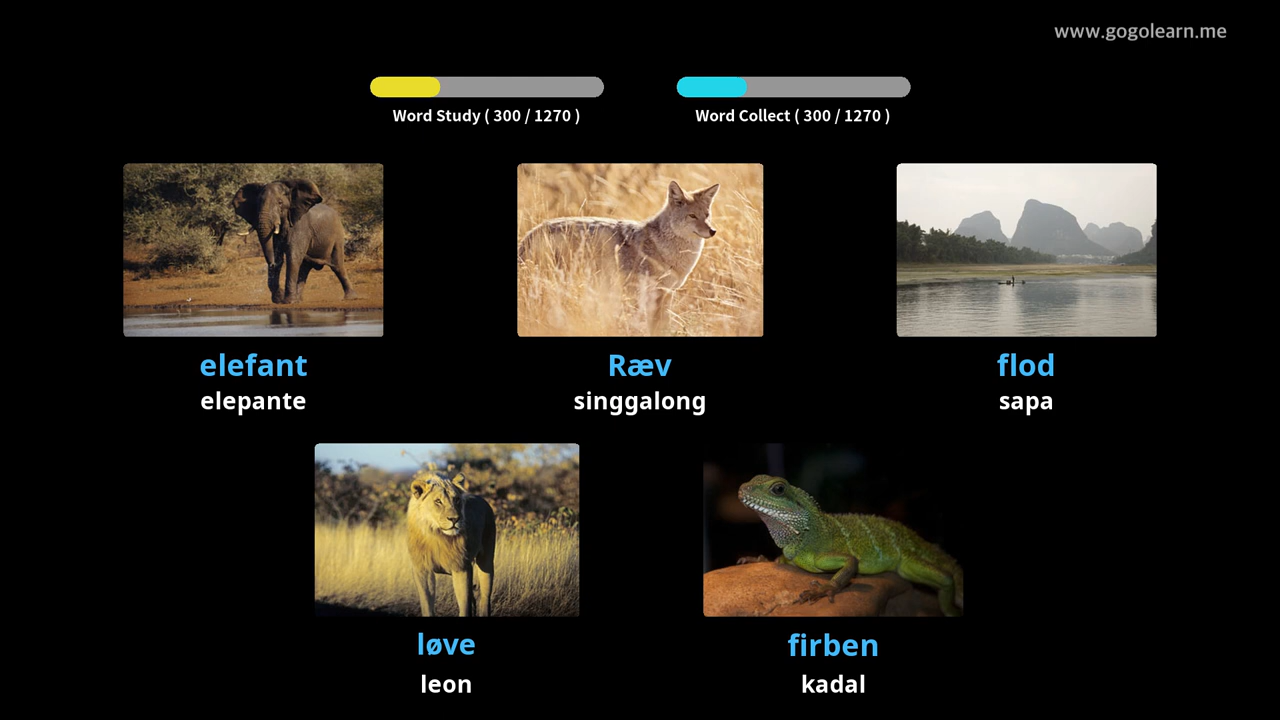 www.gogolearn.me
Word Study ( 300 / 1270 )
Word Collect ( 300 / 1270 )
elefant
elepante
Ræv
singgalong
flod
sapa
løve
leon
firben
kadal